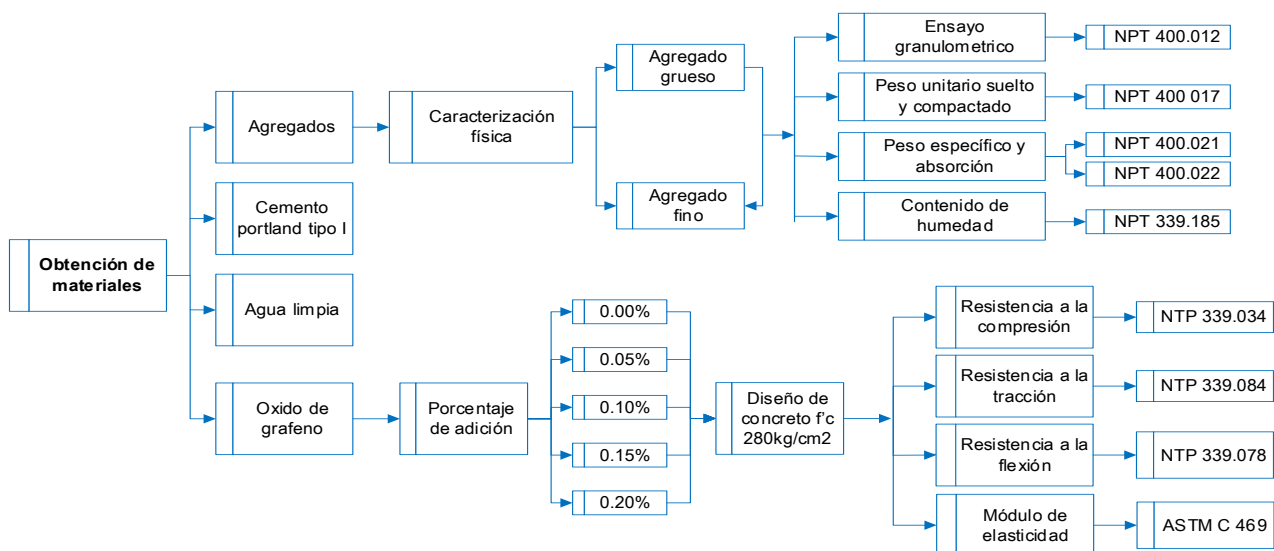 Obtención de
materiales
Agregados
Cemento
portland tipo I
Agua limpia
Oxido de
grafeno
Caracterización
física
Agregado
grueso
Agregado
fino
Ensayo
granulometrico
NPT 400.012
Peso unitario suelto
y compactado
NPT 400 017
Peso específico y
absorción
NPT 400.021
NPT 400.022
Contenido de
humedad
NPT 339.185
Porcentaje
de adición
0.00%
0.05%
0.10%
0.15%
0.20%
Diseño de
concreto f'c
280kg/cm2
Resistencia a la
compresión
NTP 339.034
Resistencia a la
tracción
NTP 339.084
Resistencia a la
flexión
NTP 339.078
Módulo de
elasticidad
ASTM C 469